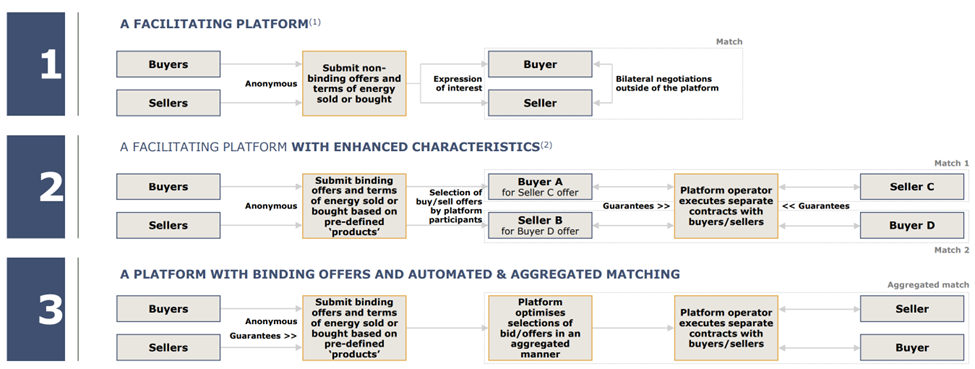 1
A FACILITATING PLATFORM(1)
Match
Buyers
Sellers
Anonymous
Submit non-
binding offers and
terms of energy
sold or bought
Expression
of interest
Buyer
Seller
Bilateral negotiations
outside of the platform
2
A FACILITATING PLATFORM WITH ENHANCED CHARACTERISTICS(2)
Match 1
Buyers
Sellers
Anonymous
Submit binding
offers and terms
of energy sold or
bought based on
pre-defined
‘products’
Selection of
buy/sell offers
by platform
participants
Buyer A
for Seller C offer
Seller B
for Buyer D offer
Guarantees >>
Platform operator
executes separate
contracts with
buyers/sellers
<< Guarantees
Seller C
Buyer D
Match 2
3
A PLATFORM WITH BINDING OFFERS AND AUTOMATED & AGGREGATED MATCHING
Aggregated match
Buyers
Sellers
Anonymous
Guarantees >>
Submit binding
offers and terms
of energy sold or
bought based on
pre-defined
‘products’
Platform
optimises
selections of
bid/offers in an
aggregated
manner
Platform operator
executes separate
contracts with
buyers/sellers
Seller
Buyer